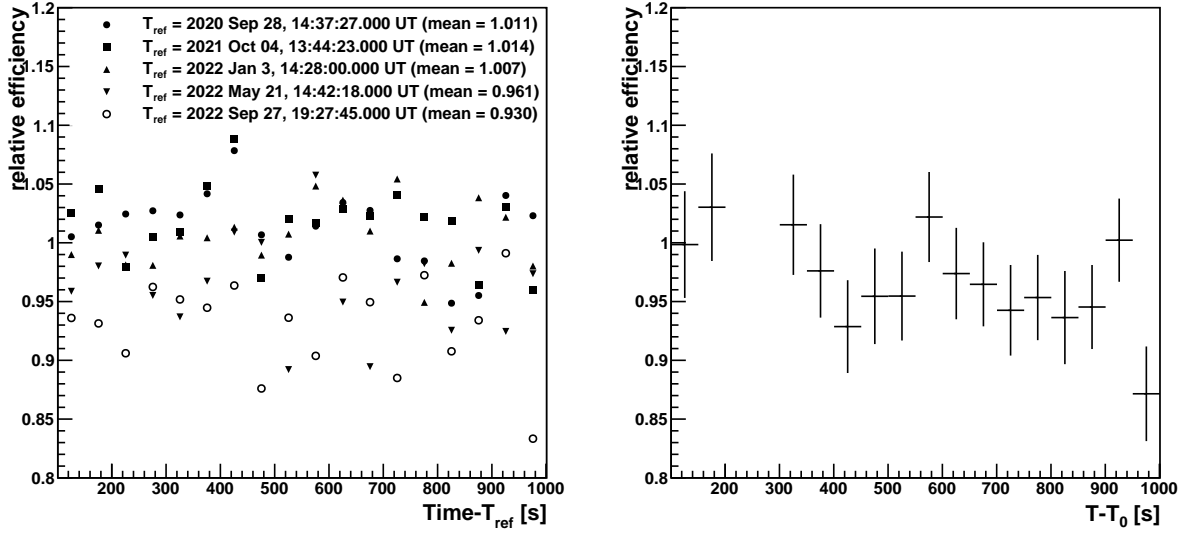 relative efficiency
1.2
1.15
1.1
1.05
1
0.95
0.9
0.85
0.8
T_ref = 2020 Sep 28, 14:37:27.000 UT (mean = 1.011)
T_ref = 2021 Oct 04, 13:44:23.000 UT (mean = 1.014)
T_ref = 2022 Jan 3, 14:28:00.000 UT (mean = 1.007)
T_ref = 2022 May 21, 14:42:18.000 UT (mean = 0.961)
T_ref = 2022 Sep 27, 19:27:45.000 UT (mean = 0.930)
200 300 400 500 600 700 800 900 1000
Time-T_ref [s]
relative efficiency
1.2
1.15
1.1
1.05
1
0.95
0.9
0.85
0.8
200 300 400 500 600 700 800 900 1000
T-T_0 [s]